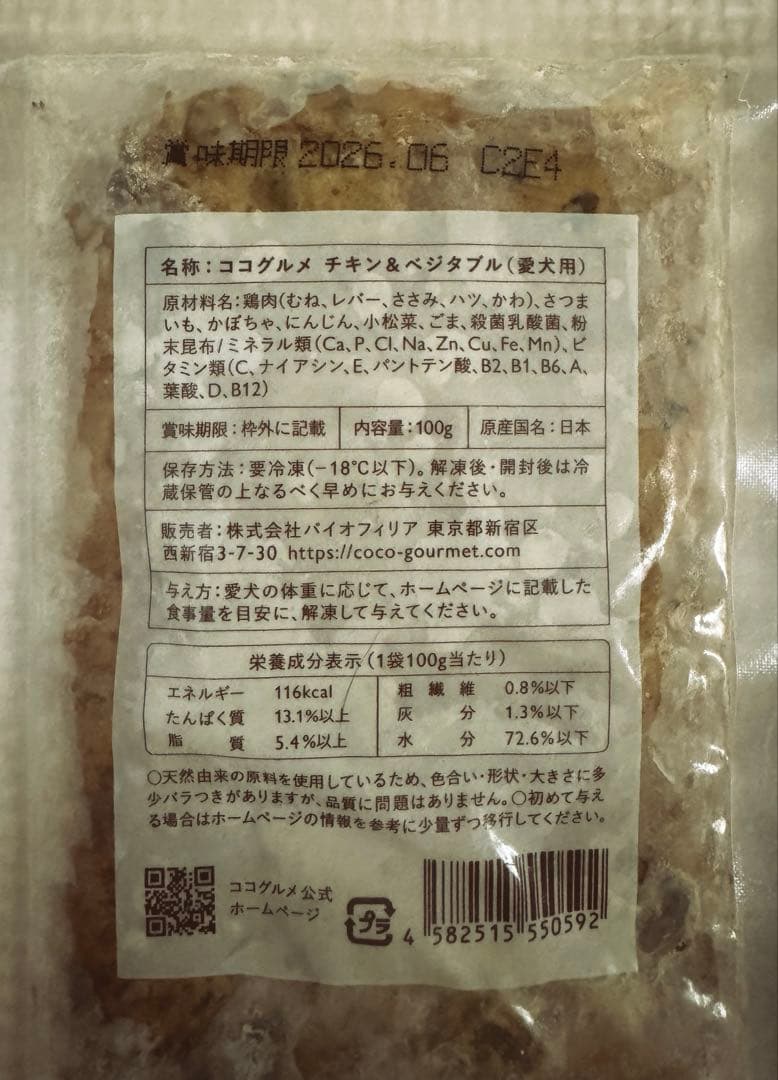 賞味期限 2026.06 C2E4
名称：ココグルメ チキン&ベジタブル（愛犬用）
原材料名：鶏肉（むね、レバー、ささみ、ハツ、かわ）、さつま
いも、かぼちゃ、にんじん、小松菜、ごま、殺菌乳酸菌、粉
末昆布/ミネラル類（Ca、P、Cl、Na、Zn、Cu、Fe、Mn）、ビ
タミン類（C、ナイアシン、E、パントテン酸、B2、B1、B6、A、
葉酸、D、B12）
賞味期限：枠外に記載 内容量：100g 原産国名：日本
保存方法：要冷凍（−18℃以下）。解凍後・開封後は冷
蔵保管の上なるべく早めにお与えください。
販売者：株式会社バイオフィリア 東京都新宿区
西新宿3-7-30 https://coco-gourmet.com
与え方：愛犬の体重に応じて、ホームページに記載した
食事量を目安に、解凍して与えてください。
栄養成分表示（1袋100g当たり）
エネルギー 116kcal 粗繊維 0.8%以下
たんぱく質 13.1%以上 灰分 1.3%以下
脂質 5.4%以上 水分 72.6%以下
○天然由来の原料を使用しているため、色合い・形状・大きさに多
少バラつきがありますが、品質に問題はありません。○初めて与え
る場合はホームページの情報を参考に少量ずつ移行してください。
ココグルメ公式
ホームページ
プラ
4 582515 550592